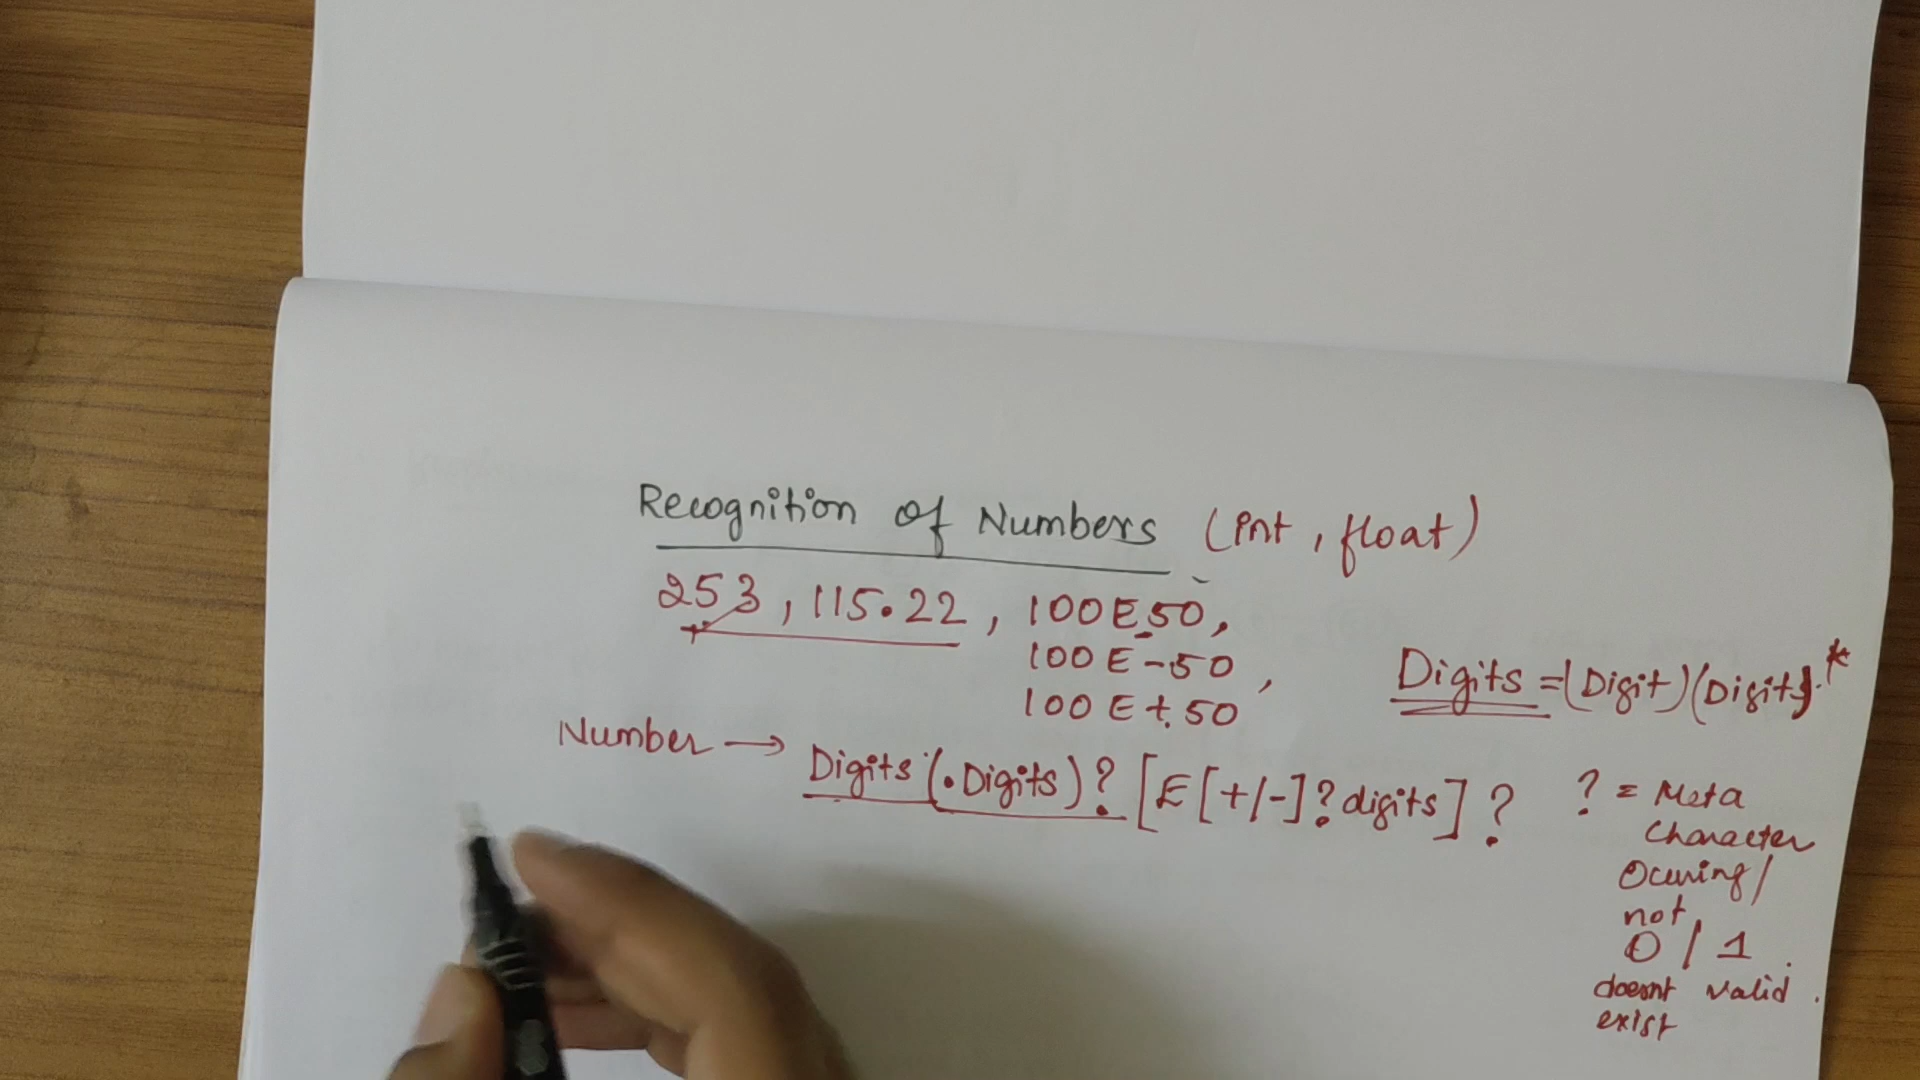 Recognition of Numbers (int, float)
253, 115.22, 100E50,
100E-50,
100E+50
Digits = (Digit)(Digit)*
Number → Digits (.Digits)? [E[+/-]?digits]?
? = Meta
Character
Ocuring/
not
0 / 1.
doesnt valid.
exist